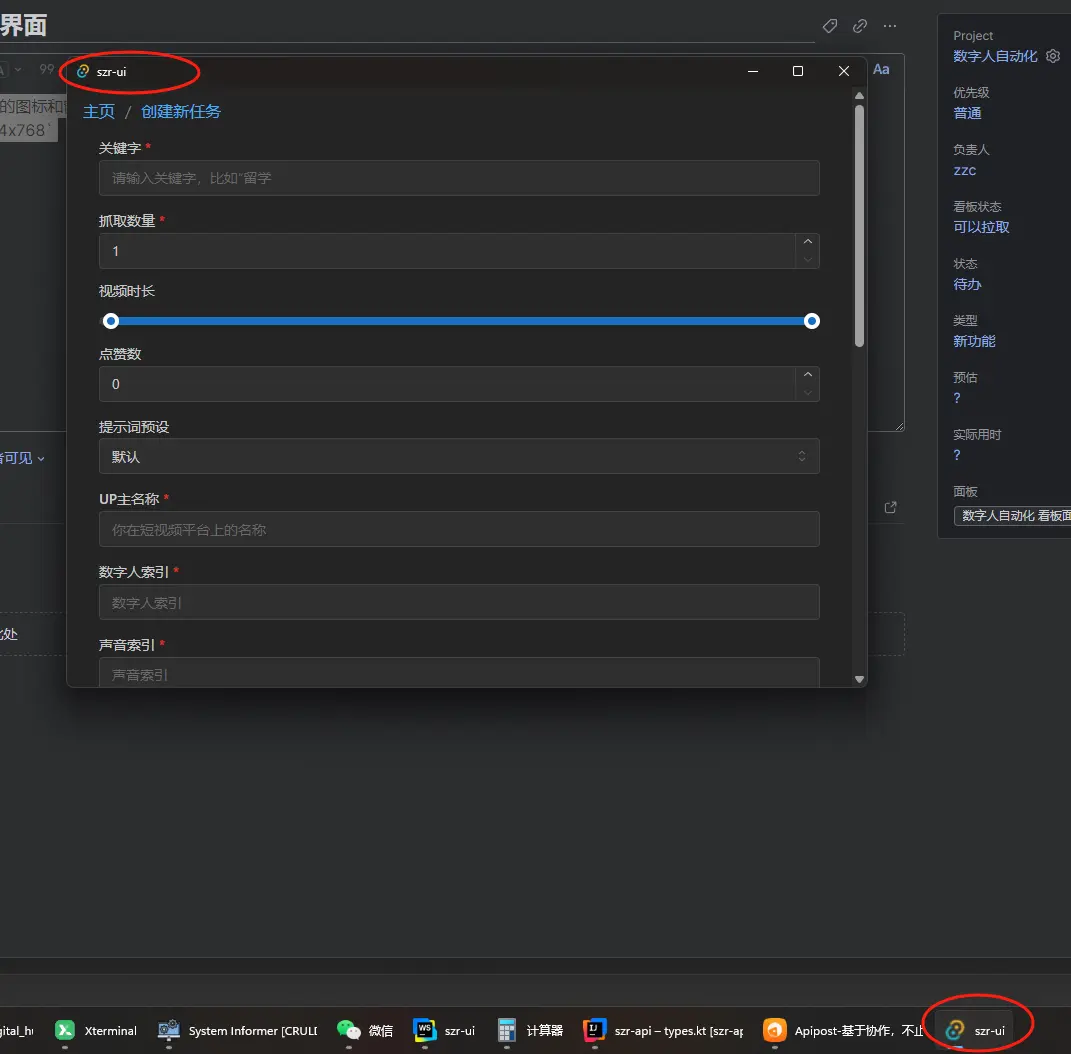 界面
99
Aa
szr-ui
的图标和
4x768`
主页 / 创建新任务
关键字 *
请输入关键字，比如"留学
抓取数量 *
1
视频时长
点赞数
0
提示词预设
默认
UP主名称 *
你在短视频平台上的名称
数字人索引 *
数字人索引
声音索引 *
声音索引
可见
此处
Project
数字人自动化
优先级
普通
负责人
zzc
看板状态
可以拉取
状态
待办
类型
新功能
预估
?
实际用时
?
面板
数字人自动化 看板面
gital_hu
Xterminal
System Informer [CRULI
微信
szr-ui
计算器
szr-api – types.kt [szr-ap
Apipost-基于协作，不止
szr-ui